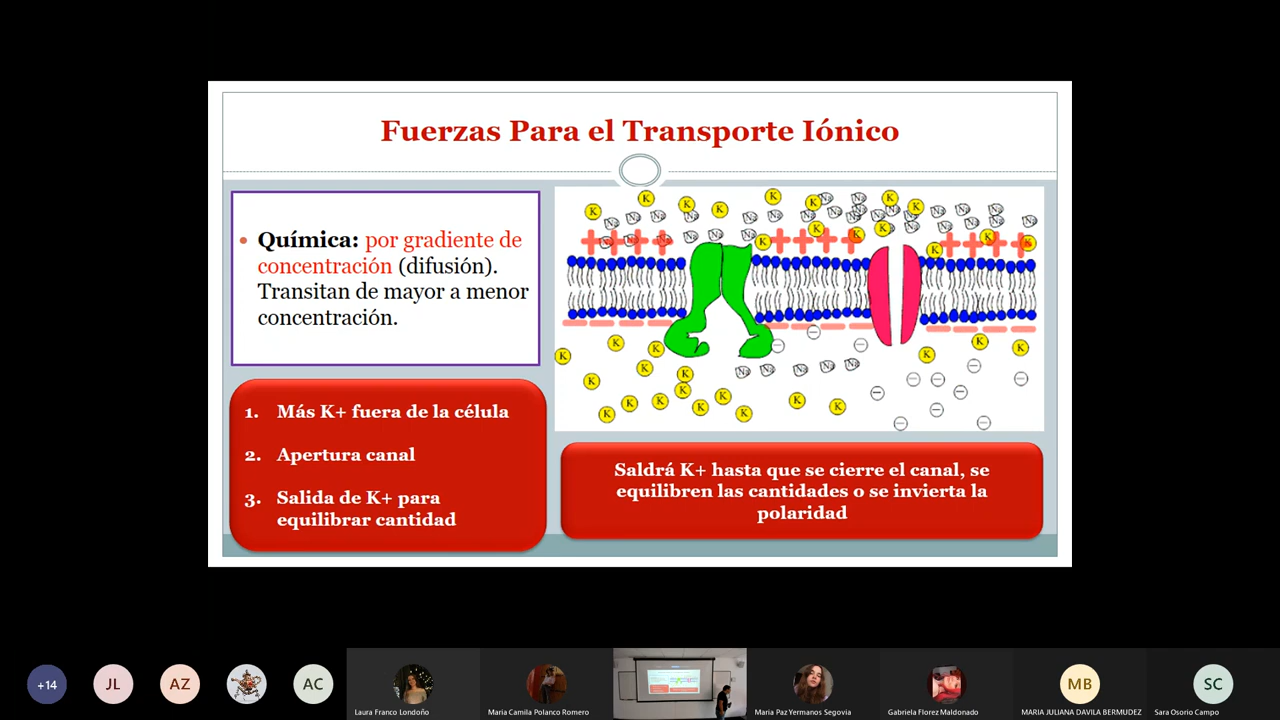 Fuerzas Para el Transporte Iónico
• Química: por gradiente de
concentración (difusión).
Transitan de mayor a menor
concentración.
1. Más K+ fuera de la célula
2. Apertura canal
3. Salida de K+ para
equilibrar cantidad
Saldrá K+ hasta que se cierre el canal, se
equilibren las cantidades o se invierta la
polaridad
+14
JL
AZ
AC
Laura Franco Londoño
Maria Camila Polanco Romero
Maria Paz Yermanos Segovia
Gabriela Florez Maldonado
MB
MARIA JULIANA DAVILA BERMUDEZ
SC
Sara Osorio Campo